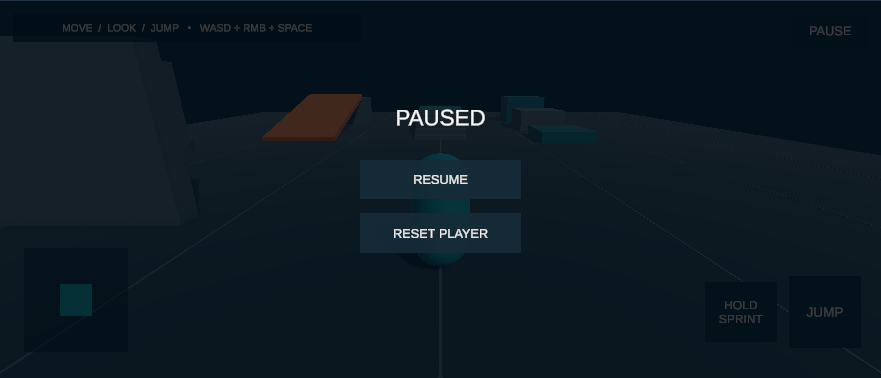 MOVE / LOOK / JUMP • WASD + RMB + SPACE
PAUSE
PAUSED
RESUME
RESET PLAYER
HOLD
SPRINT
JUMP